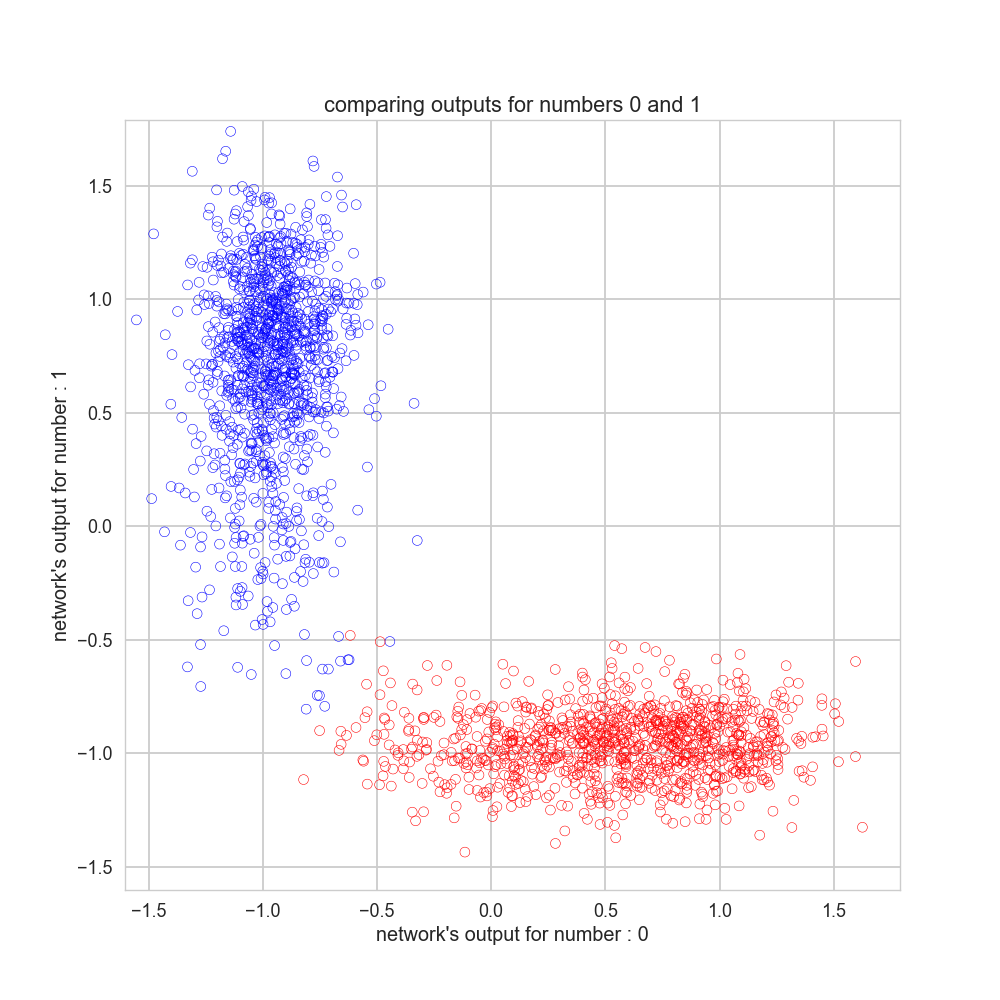 comparing outputs for numbers 0 and 1
1.5
1.0
0.5
0.0
−0.5
−1.0
−1.5
network's output for number : 1
−1.5 −1.0 −0.5 0.0 0.5 1.0 1.5
network's output for number : 0